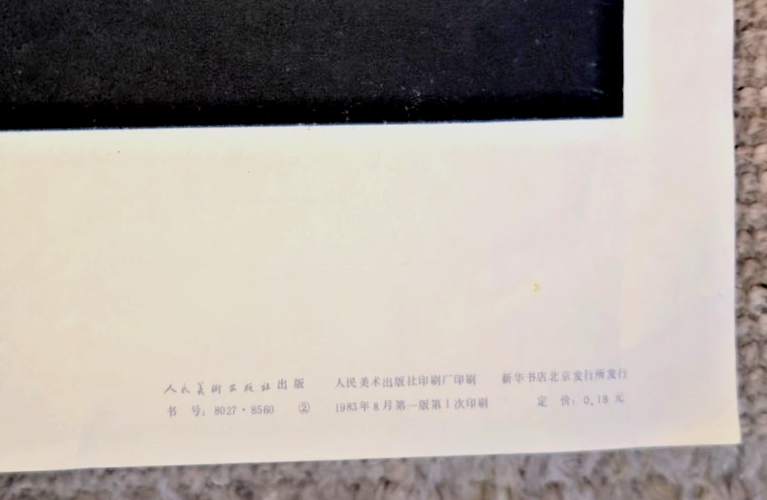 人民美術出版社出版 人民美术出版社印刷厂印刷 新华书店北京发行所发行
书 号：8027·8560 ② 1983年8月第一版第1次印刷 定 价：0.18元